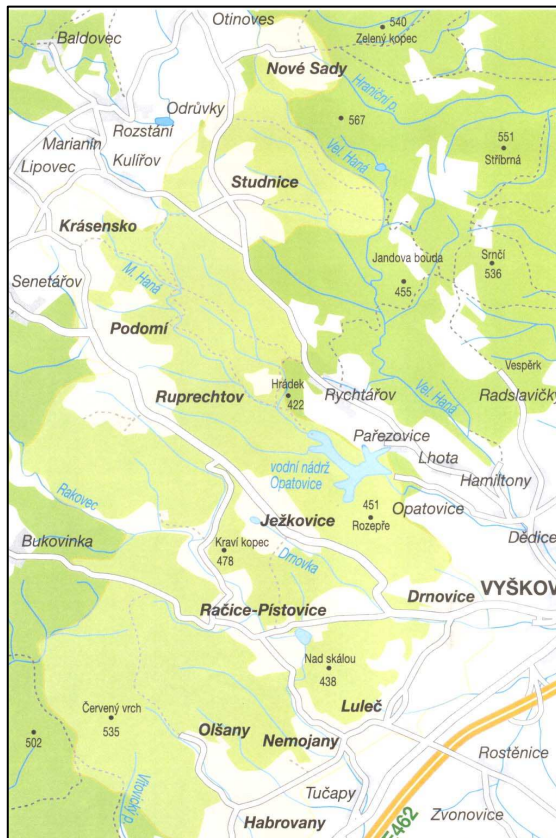 Otinoves
540
Zelený kopec
Baldovec
Nové Sady
Hraniční p.
Odrůvky
567
Rozstání
551
Stříbrná
Marianín
Kulířov
Vel. Haná
Lipovec
Studnice
Krásensko
Jandova bouda
455
Srnčí
536
M. Haná
Senetářov
Podomí
Vespěrk
Hrádek
422
Rychtářov
Vel. Haná
Radslavičky
Ruprechtov
Pařezovice
Lhota
vodní nádrž
Opatovice
Hamiltony
Rakovec
451
Rozepře
Opatovice
Ježkovice
Dědice
Bukovinka
Kraví kopec
478
Drnovka
Drnovice
VYŠKOV
Račice-Pístovice
Nad skálou
438
Červený vrch
535
Luleč
502
Olšany
Nemojany
Rostěnice
Vítovický p.
Tučapy
Zvonovice
Habrovany
E462